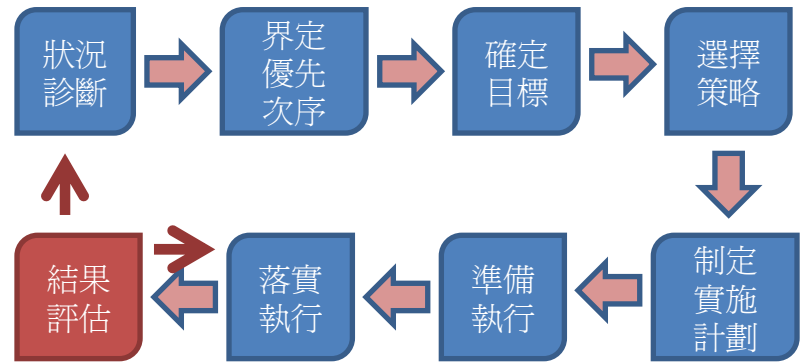 狀況
診斷
界定
優先
次序
確定
目標
選擇
策略
制定
實施
計劃
準備
執行
落實
執行
結果
評估